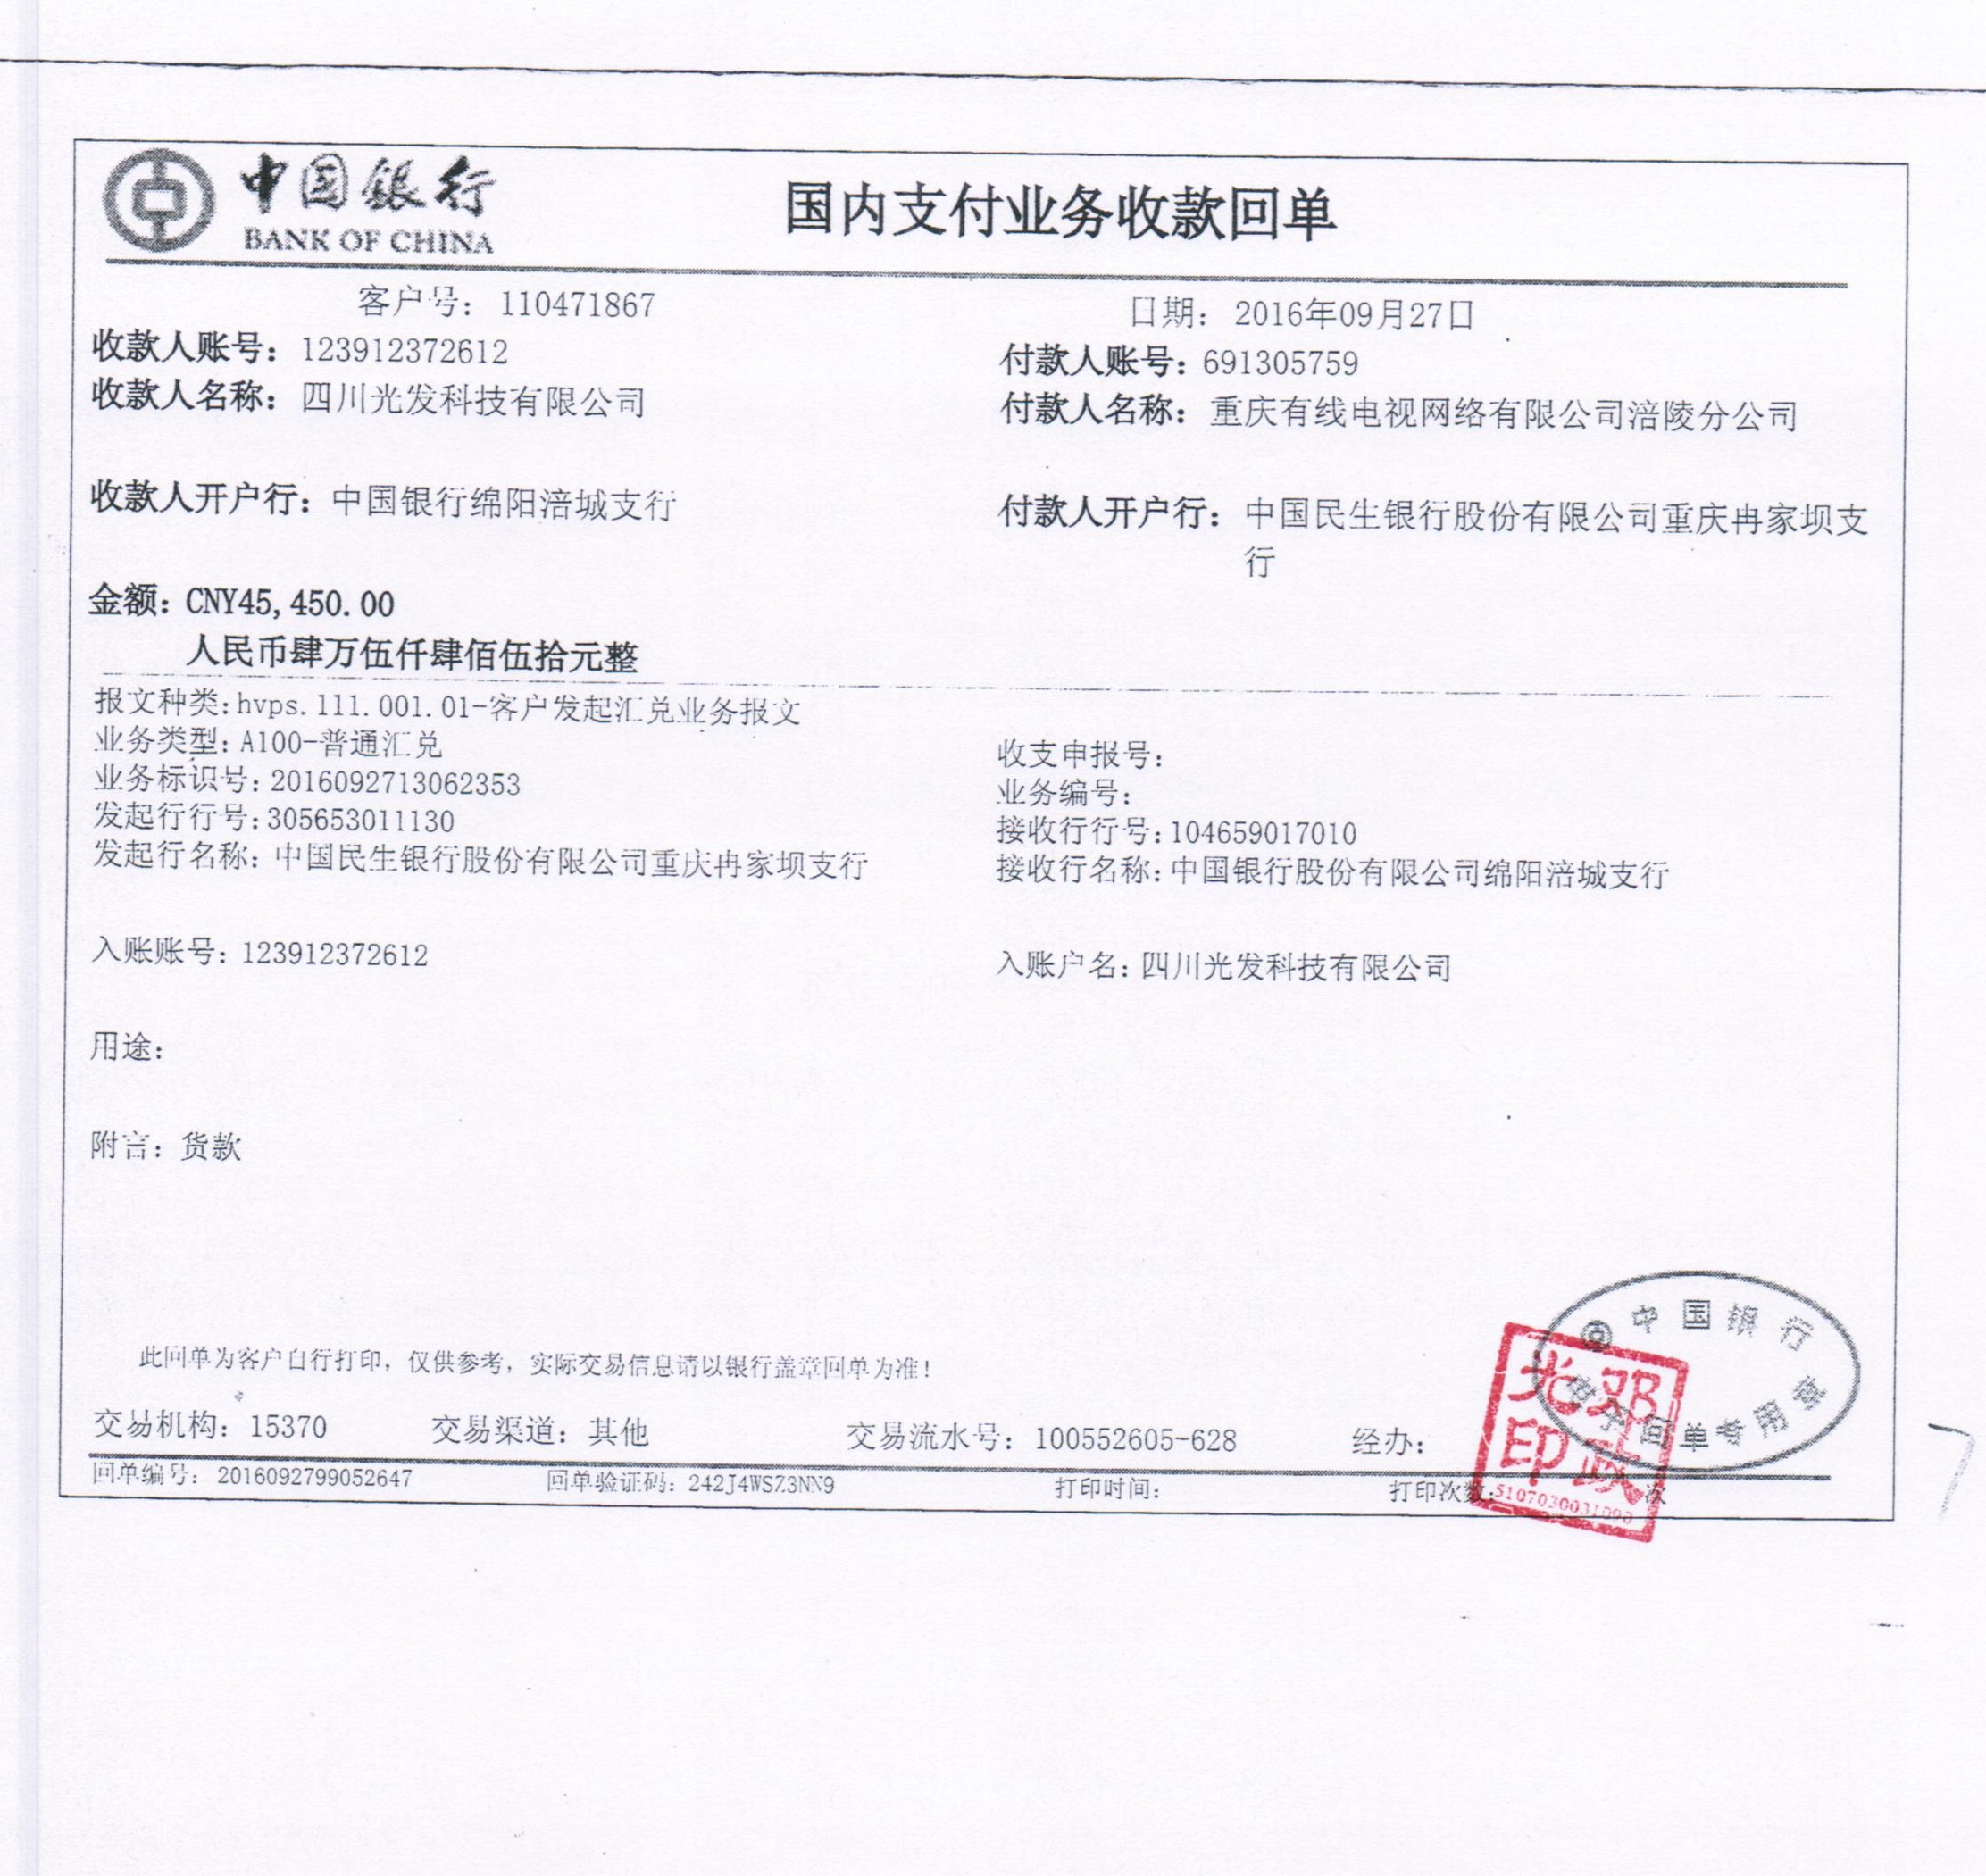 中国银行
BANK OF CHINA
国内支付业务收款回单
客户号：110471867
日期：2016年09月27日
收款人账号：123912372612
付款人账号：691305759
收款人名称：四川光发科技有限公司
付款人名称：重庆有线电视网络有限公司涪陵分公司
收款人开户行：中国银行绵阳涪城支行
付款人开户行：中国民生银行股份有限公司重庆冉家坝支
行
金额：CNY45,450.00
人民币肆万伍仟肆佰伍拾元整
报文种类:hvps.111.001.01-客户发起汇兑业务报文
业务类型:A100-普通汇兑
收支申报号:
业务标识号:2016092713062353
业务编号:
发起行行号:305653011130
接收行行号:104659017010
发起行名称：中国民生银行股份有限公司重庆冉家坝支行
接收行名称:中国银行股份有限公司绵阳涪城支行
入账账号:123912372612
入账户名:四川光发科技有限公司
用途:
附言：货款
此回单为客户自行打印，仅供参考，实际交易信息请以银行盖章回单为准！
交易机构：15370
交易渠道：其他
交易流水号：100552605-628
经办：
回单编号：2016092799052647
回单验证码：242J4WSZ3NN9
打印时间:
打印次数: 次
中国银行
电子回单专用章
邓政
光印
5107030031090